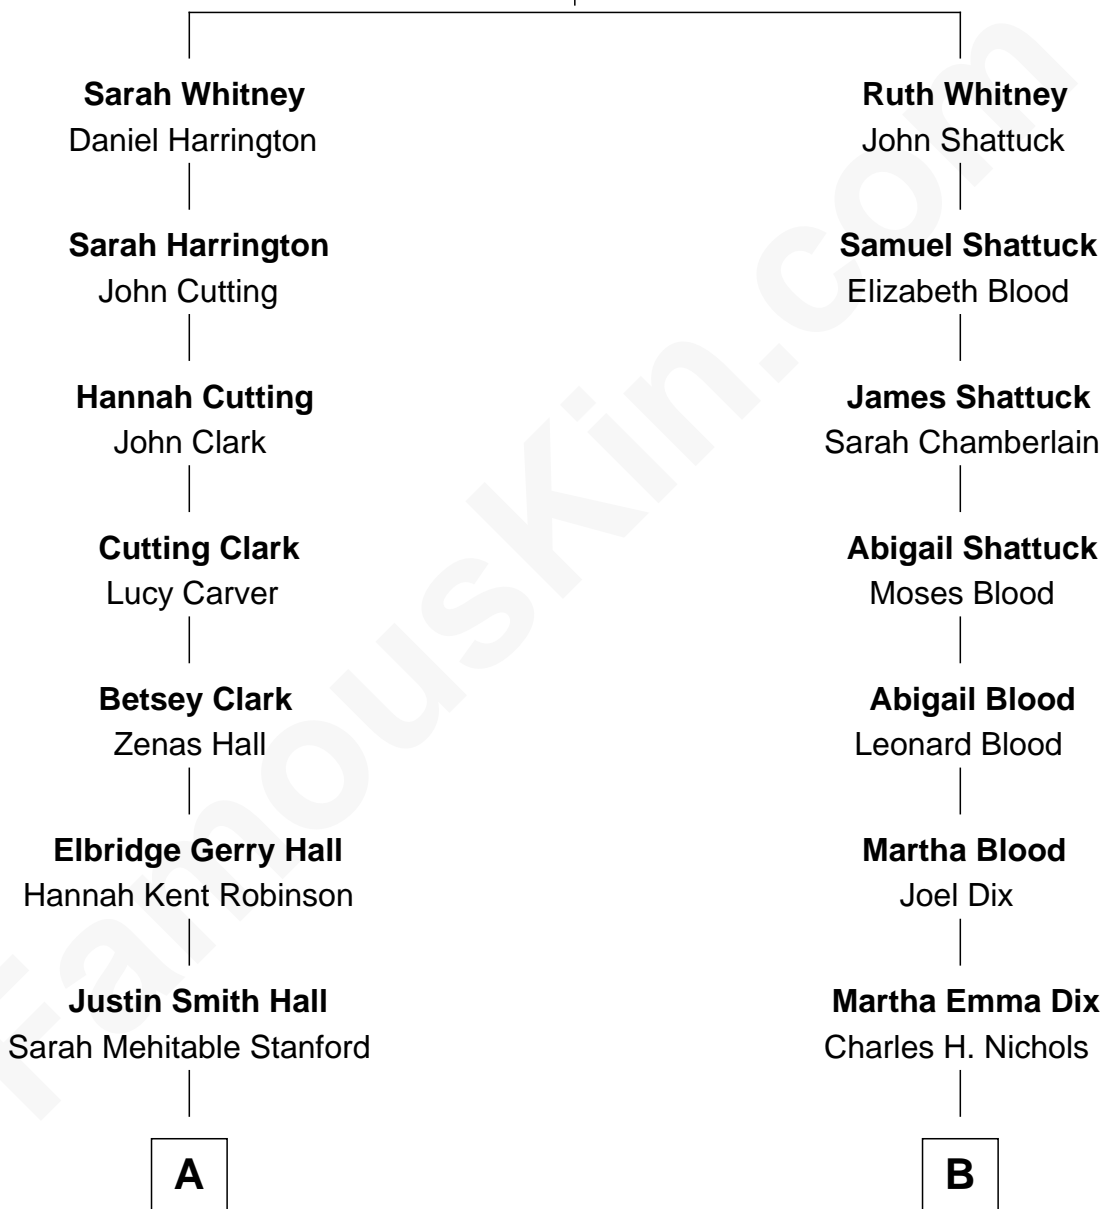 Sarah Whitney
Daniel Harrington
Sarah Harrington
John Cutting
Hannah Cutting
John Clark
Cutting Clark
Lucy Carver
Betsey Clark
Zenas Hall
Elbridge Gerry Hall
Hannah Kent Robinson
Justin Smith Hall
Sarah Mehitable Stanford
A
Ruth Whitney
John Shattuck
Samuel Shattuck
Elizabeth Blood
James Shattuck
Sarah Chamberlain
Abigail Shattuck
Moses Blood
Abigail Blood
Leonard Blood
Martha Blood
Joel Dix
Martha Emma Dix
Charles H. Nichols
B
FamousKin.com